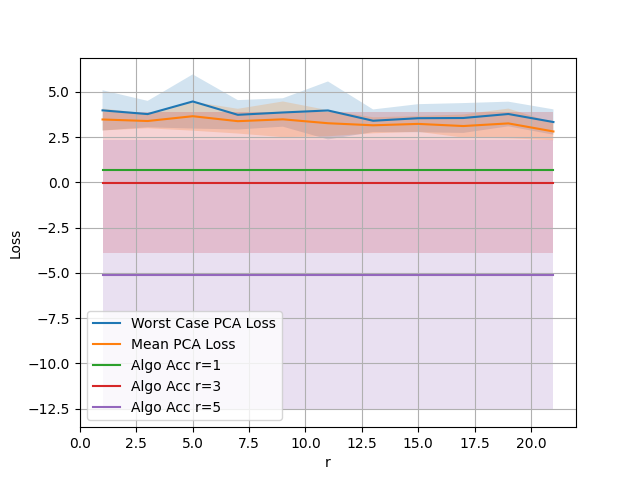 5.0
2.5
0.0
−2.5
−5.0
−7.5
−10.0
−12.5
Loss
Worst Case PCA Loss
Mean PCA Loss
Algo Acc r=1
Algo Acc r=3
Algo Acc r=5
0.0 2.5 5.0 7.5 10.0 12.5 15.0 17.5 20.0
r